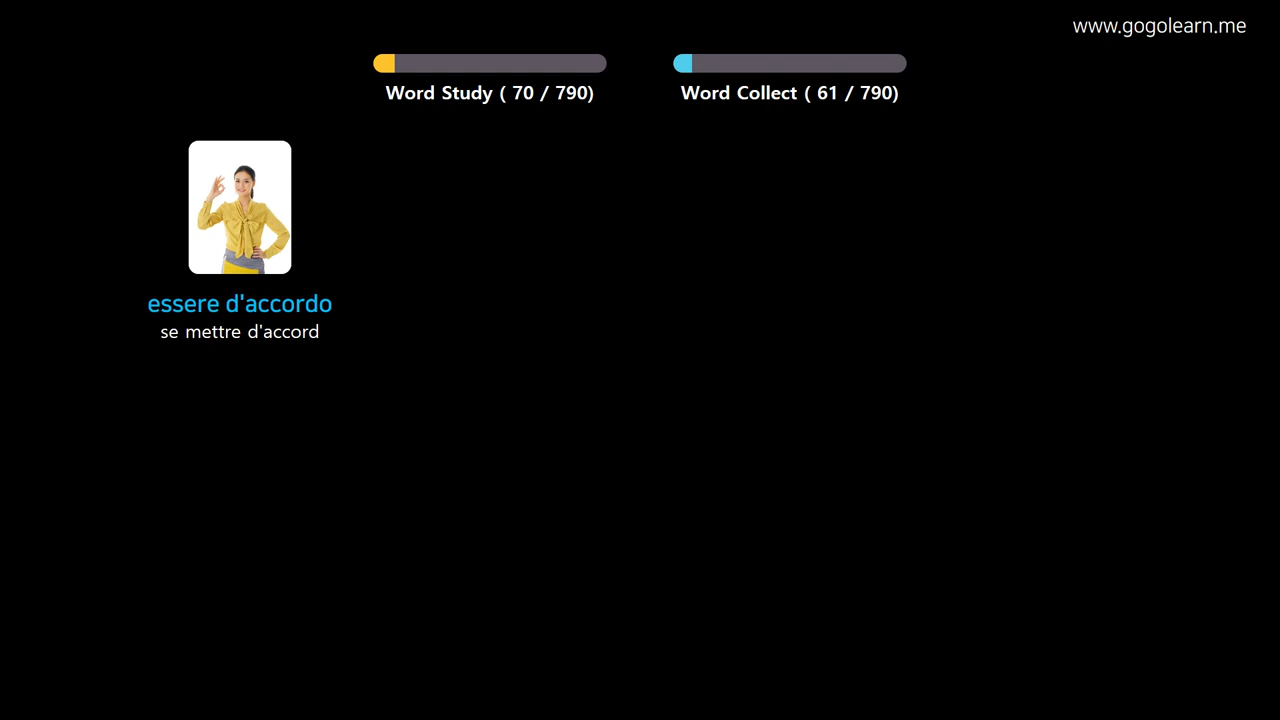 www.gogolearn.me
Word Study ( 70 / 790)
Word Collect ( 61 / 790)
essere d'accordo
se mettre d'accord